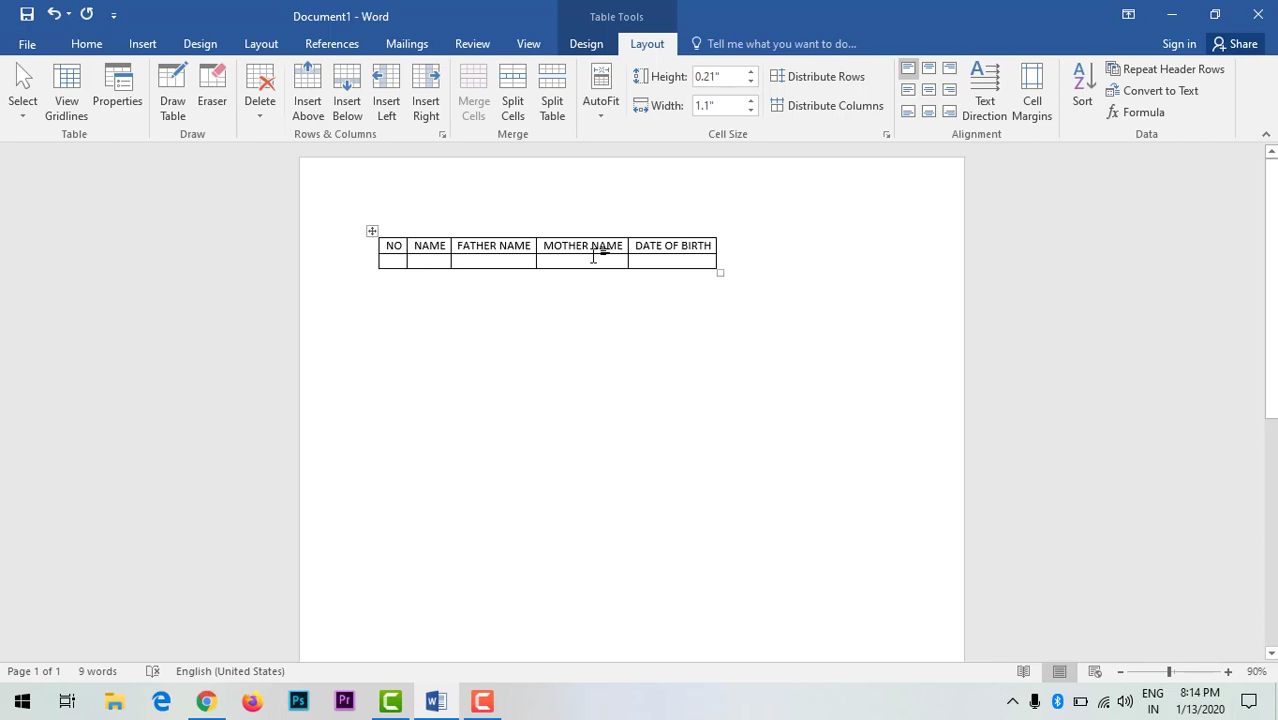 Document1 - Word
Table Tools
File Home Insert Design Layout References Mailings Review View Design Layout Tell me what you want to do... Sign in Share
Select
View Gridlines
Properties
Table
Draw Table
Eraser
Draw
Delete
Insert Above
Insert Below
Insert Left
Insert Right
Rows & Columns
Merge Cells
Split Cells
Split Table
Merge
AutoFit
Height: 0.21"
Width: 1.1"
Distribute Rows
Distribute Columns
Cell Size
Text Direction
Cell Margins
Alignment
Sort
Repeat Header Rows
Convert to Text
fx Formula
Data
NO NAME FATHER NAME MOTHER NAME DATE OF BIRTH
Page 1 of 1 9 words English (United States) 90%
Ps Pr
ENG
IN
8:14 PM
1/13/2020